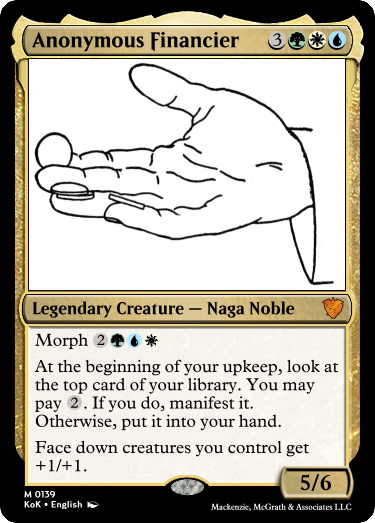 Anonymous Financier 3
Legendary Creature — Naga Noble
Morph 2
At the beginning of your upkeep, look at
the top card of your library. You may
pay 2. If you do, manifest it.
Otherwise, put it into your hand.
Face down creatures you control get
+1/+1.
5/6
M 0139
KoK • English
Mackenzie, McGrath & Associates LLC